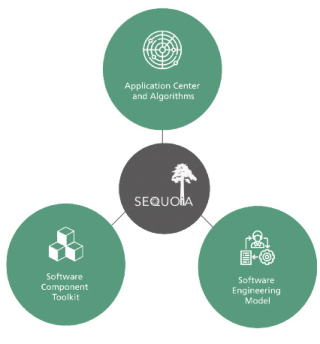 Application Center
and Algorithms
SEQUOIA
Software
Component
Toolkit
Software
Engineering
Model